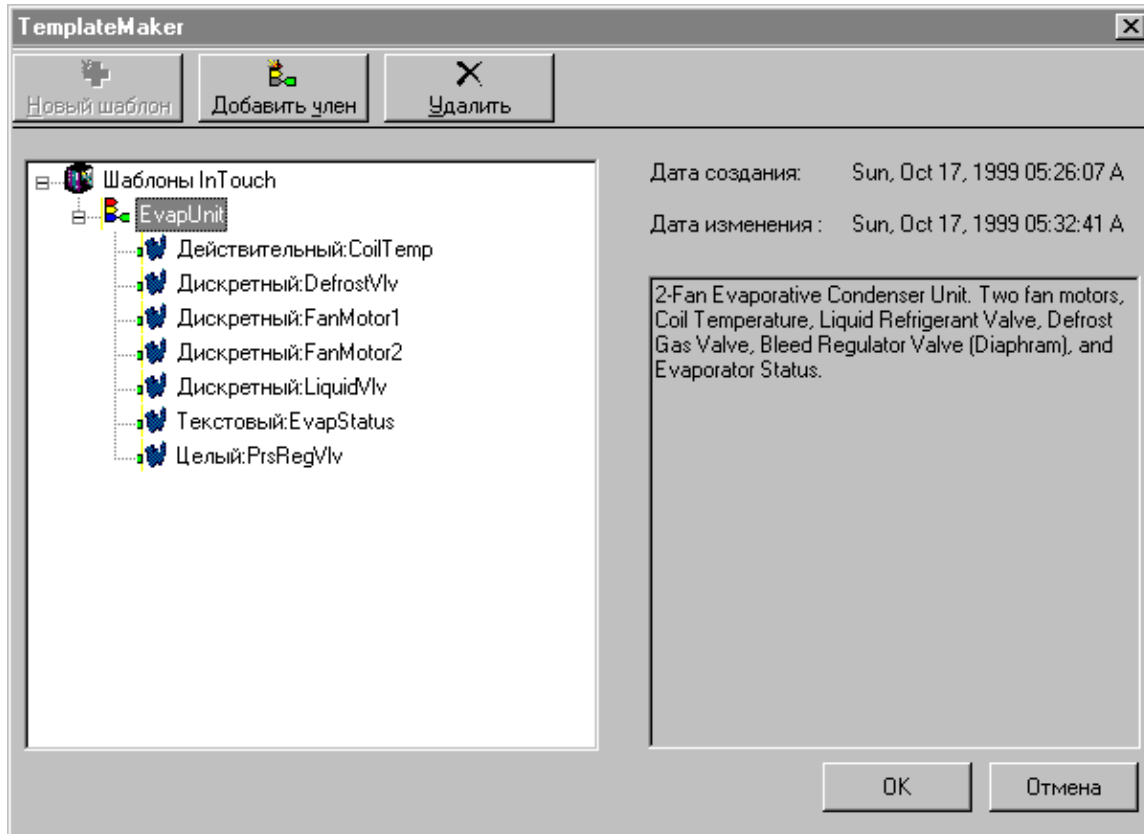 TemplateMaker
Новый шаблон Добавить член Удалить
Шаблоны InTouch
EvapUnit
Действительный:CoilTemp
Дискретный:DefrostVlv
Дискретный:FanMotor1
Дискретный:FanMotor2
Дискретный:LiquidVlv
Текстовый:EvapStatus
Целый:PrsRegVlv
Дата создания: Sun, Oct 17, 1999 05:26:07 A
Дата изменения : Sun, Oct 17, 1999 05:32:41 A
2-Fan Evaporative Condenser Unit. Two fan motors,
Coil Temperature, Liquid Refrigerant Valve, Defrost
Gas Valve, Bleed Regulator Valve (Diaphram), and
Evaporator Status.
OK Отмена